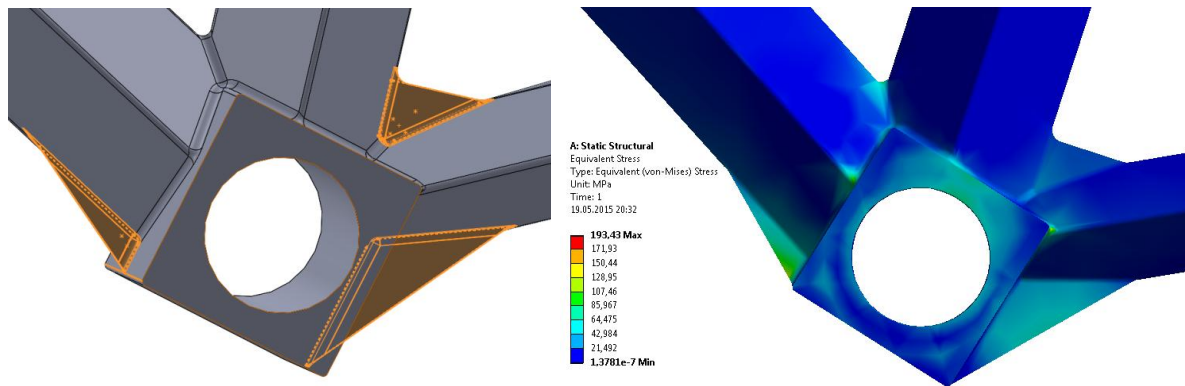 A: Static Structural
Equivalent Stress
Type: Equivalent (von-Mises) Stress
Unit: MPa
Time: 1
19.05.2015 20:32
193,43 Max
171,93
150,44
128,95
107,46
85,967
64,475
42,984
21,492
1,3781e-7 Min